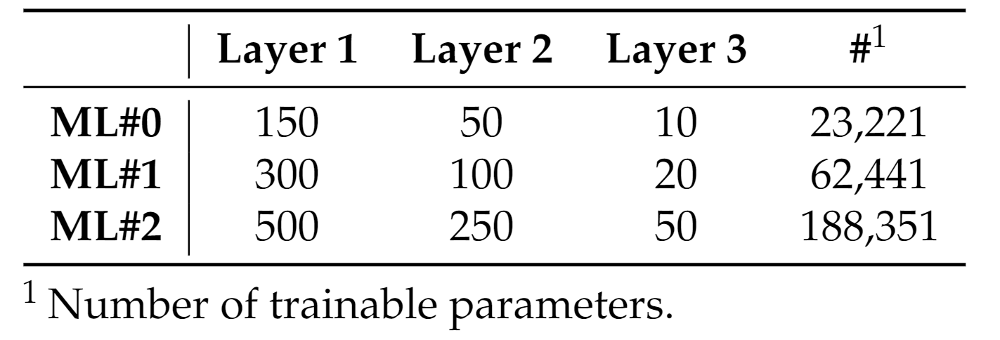 Layer 1 Layer 2 Layer 3 #¹
ML#0 150 50 10 23,221
ML#1 300 100 20 62,441
ML#2 500 250 50 188,351
¹ Number of trainable parameters.